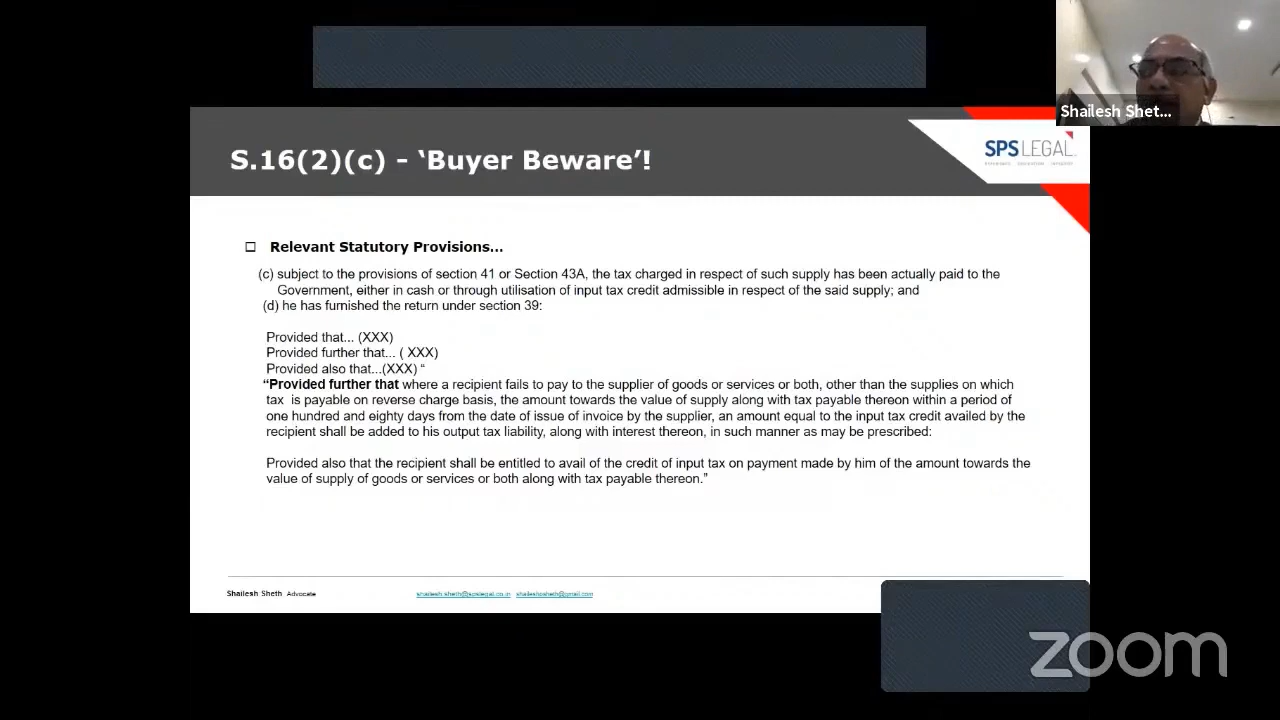 Shailesh Shet...
S.16(2)(c) - ‘Buyer Beware’!
SPS LEGAL
☐ Relevant Statutory Provisions...
(c) subject to the provisions of section 41 or Section 43A, the tax charged in respect of such supply has been actually paid to the
Government, either in cash or through utilisation of input tax credit admissible in respect of the said supply; and
(d) he has furnished the return under section 39:
Provided that... (XXX)
Provided further that... ( XXX)
Provided also that...(XXX) “
“Provided further that where a recipient fails to pay to the supplier of goods or services or both, other than the supplies on which
tax is payable on reverse charge basis, the amount towards the value of supply along with tax payable thereon within a period of
one hundred and eighty days from the date of issue of invoice by the supplier, an amount equal to the input tax credit availed by the
recipient shall be added to his output tax liability, along with interest thereon, in such manner as may be prescribed:
Provided also that the recipient shall be entitled to avail of the credit of input tax on payment made by him of the amount towards the
value of supply of goods or services or both along with tax payable thereon.”
Shailesh Sheth Advocate
zoom